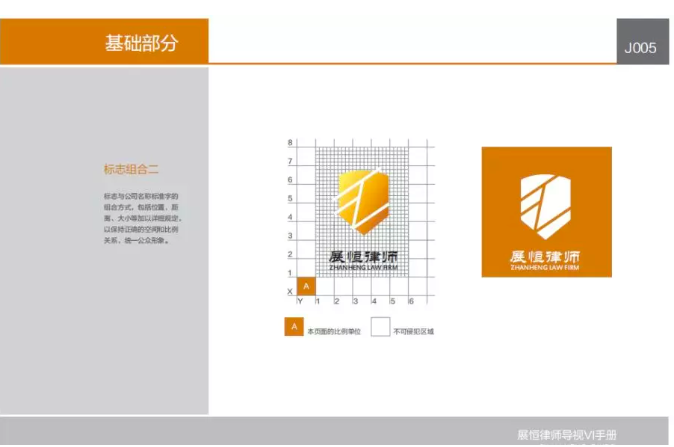 基础部分
J005
标志组合二
标志与公司名称标准字的
组合方式，包括位置、距
离、大小等加以详细规定，
以保持正确的空间和比例
关系，统一公众形象。
8
7
6
5
4
3
2
1
X
A
Y 1 2 3 4 5 6
展恒律师
ZHANHENG LAW FIRM
A 本页图的比例单位
不可侵犯区域
展恒律师
ZHANHENG LAW FIRM
展恒律师导视VI手册